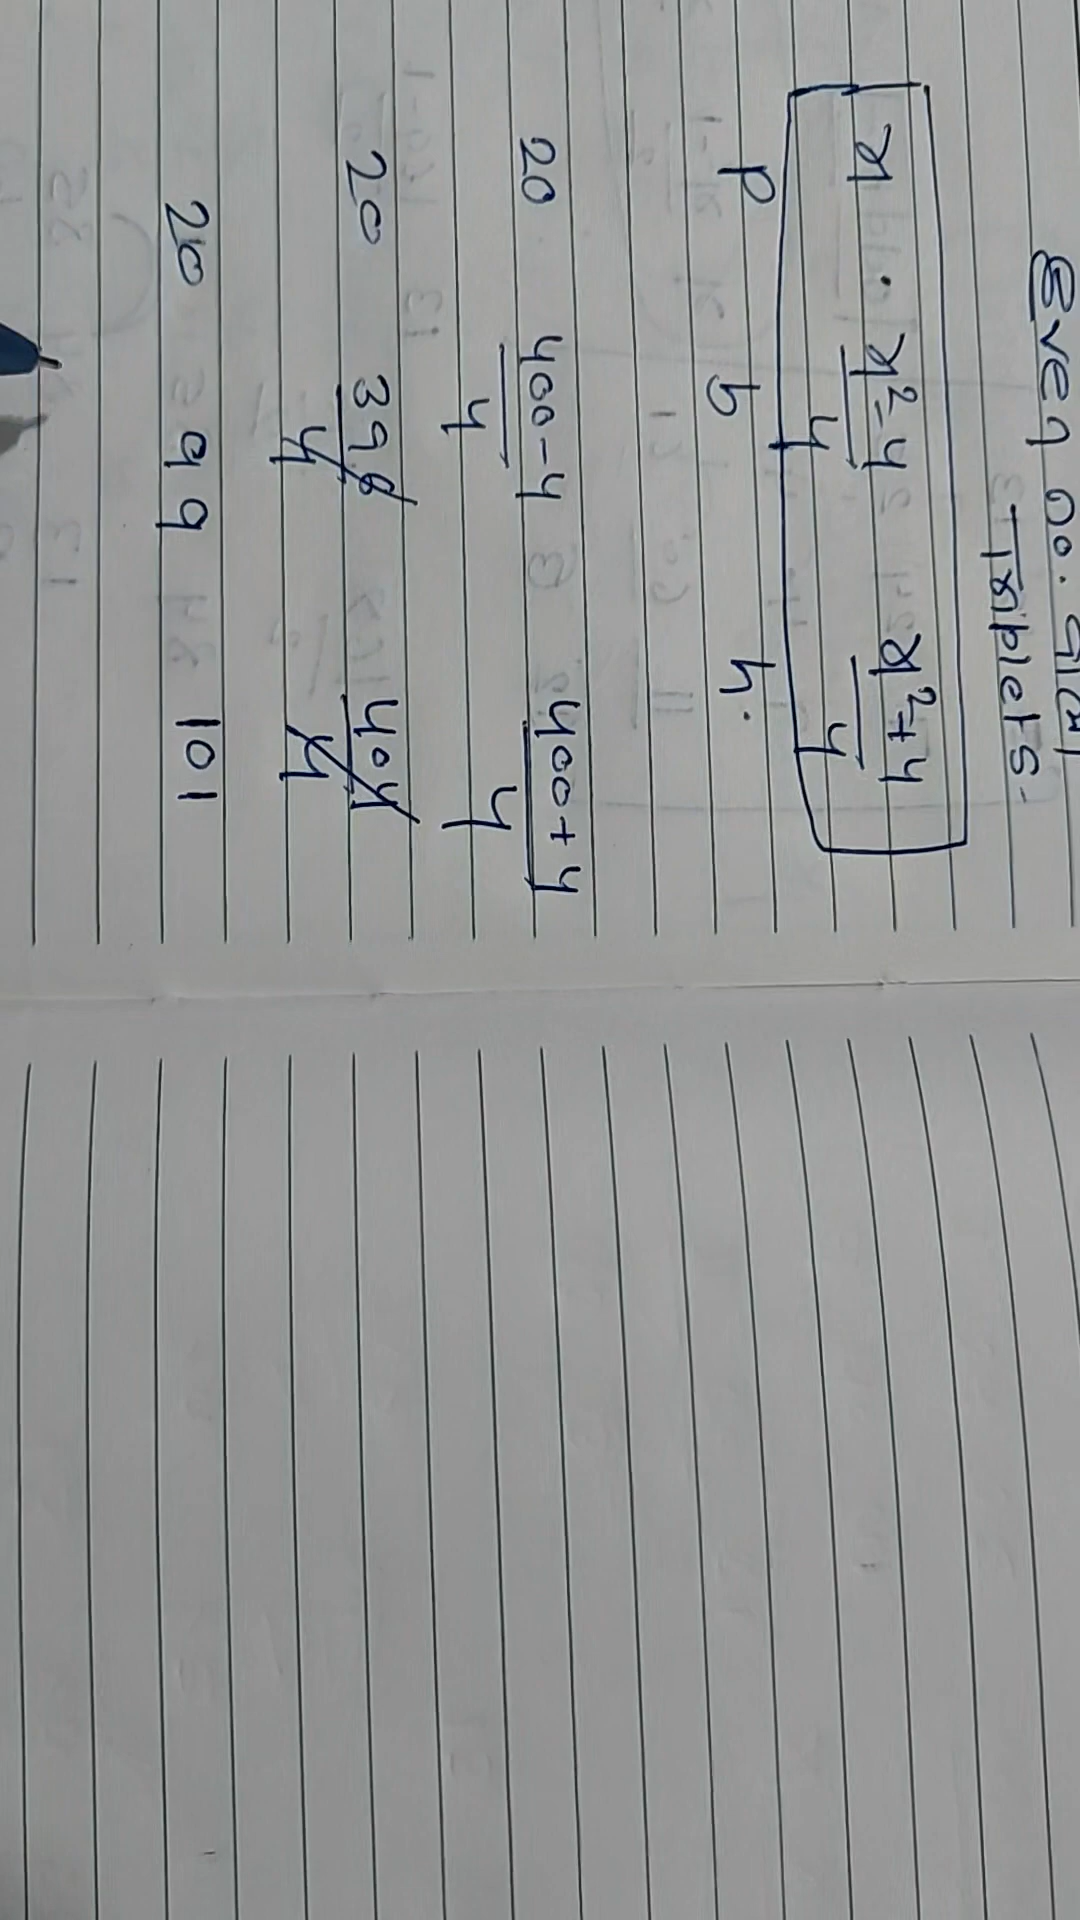 Even no.
Triplets.
x . x²-4/4 x²+4/4
p b h.
20 400-4/4 400+4/4
20 396/4 404/4
20 99 101